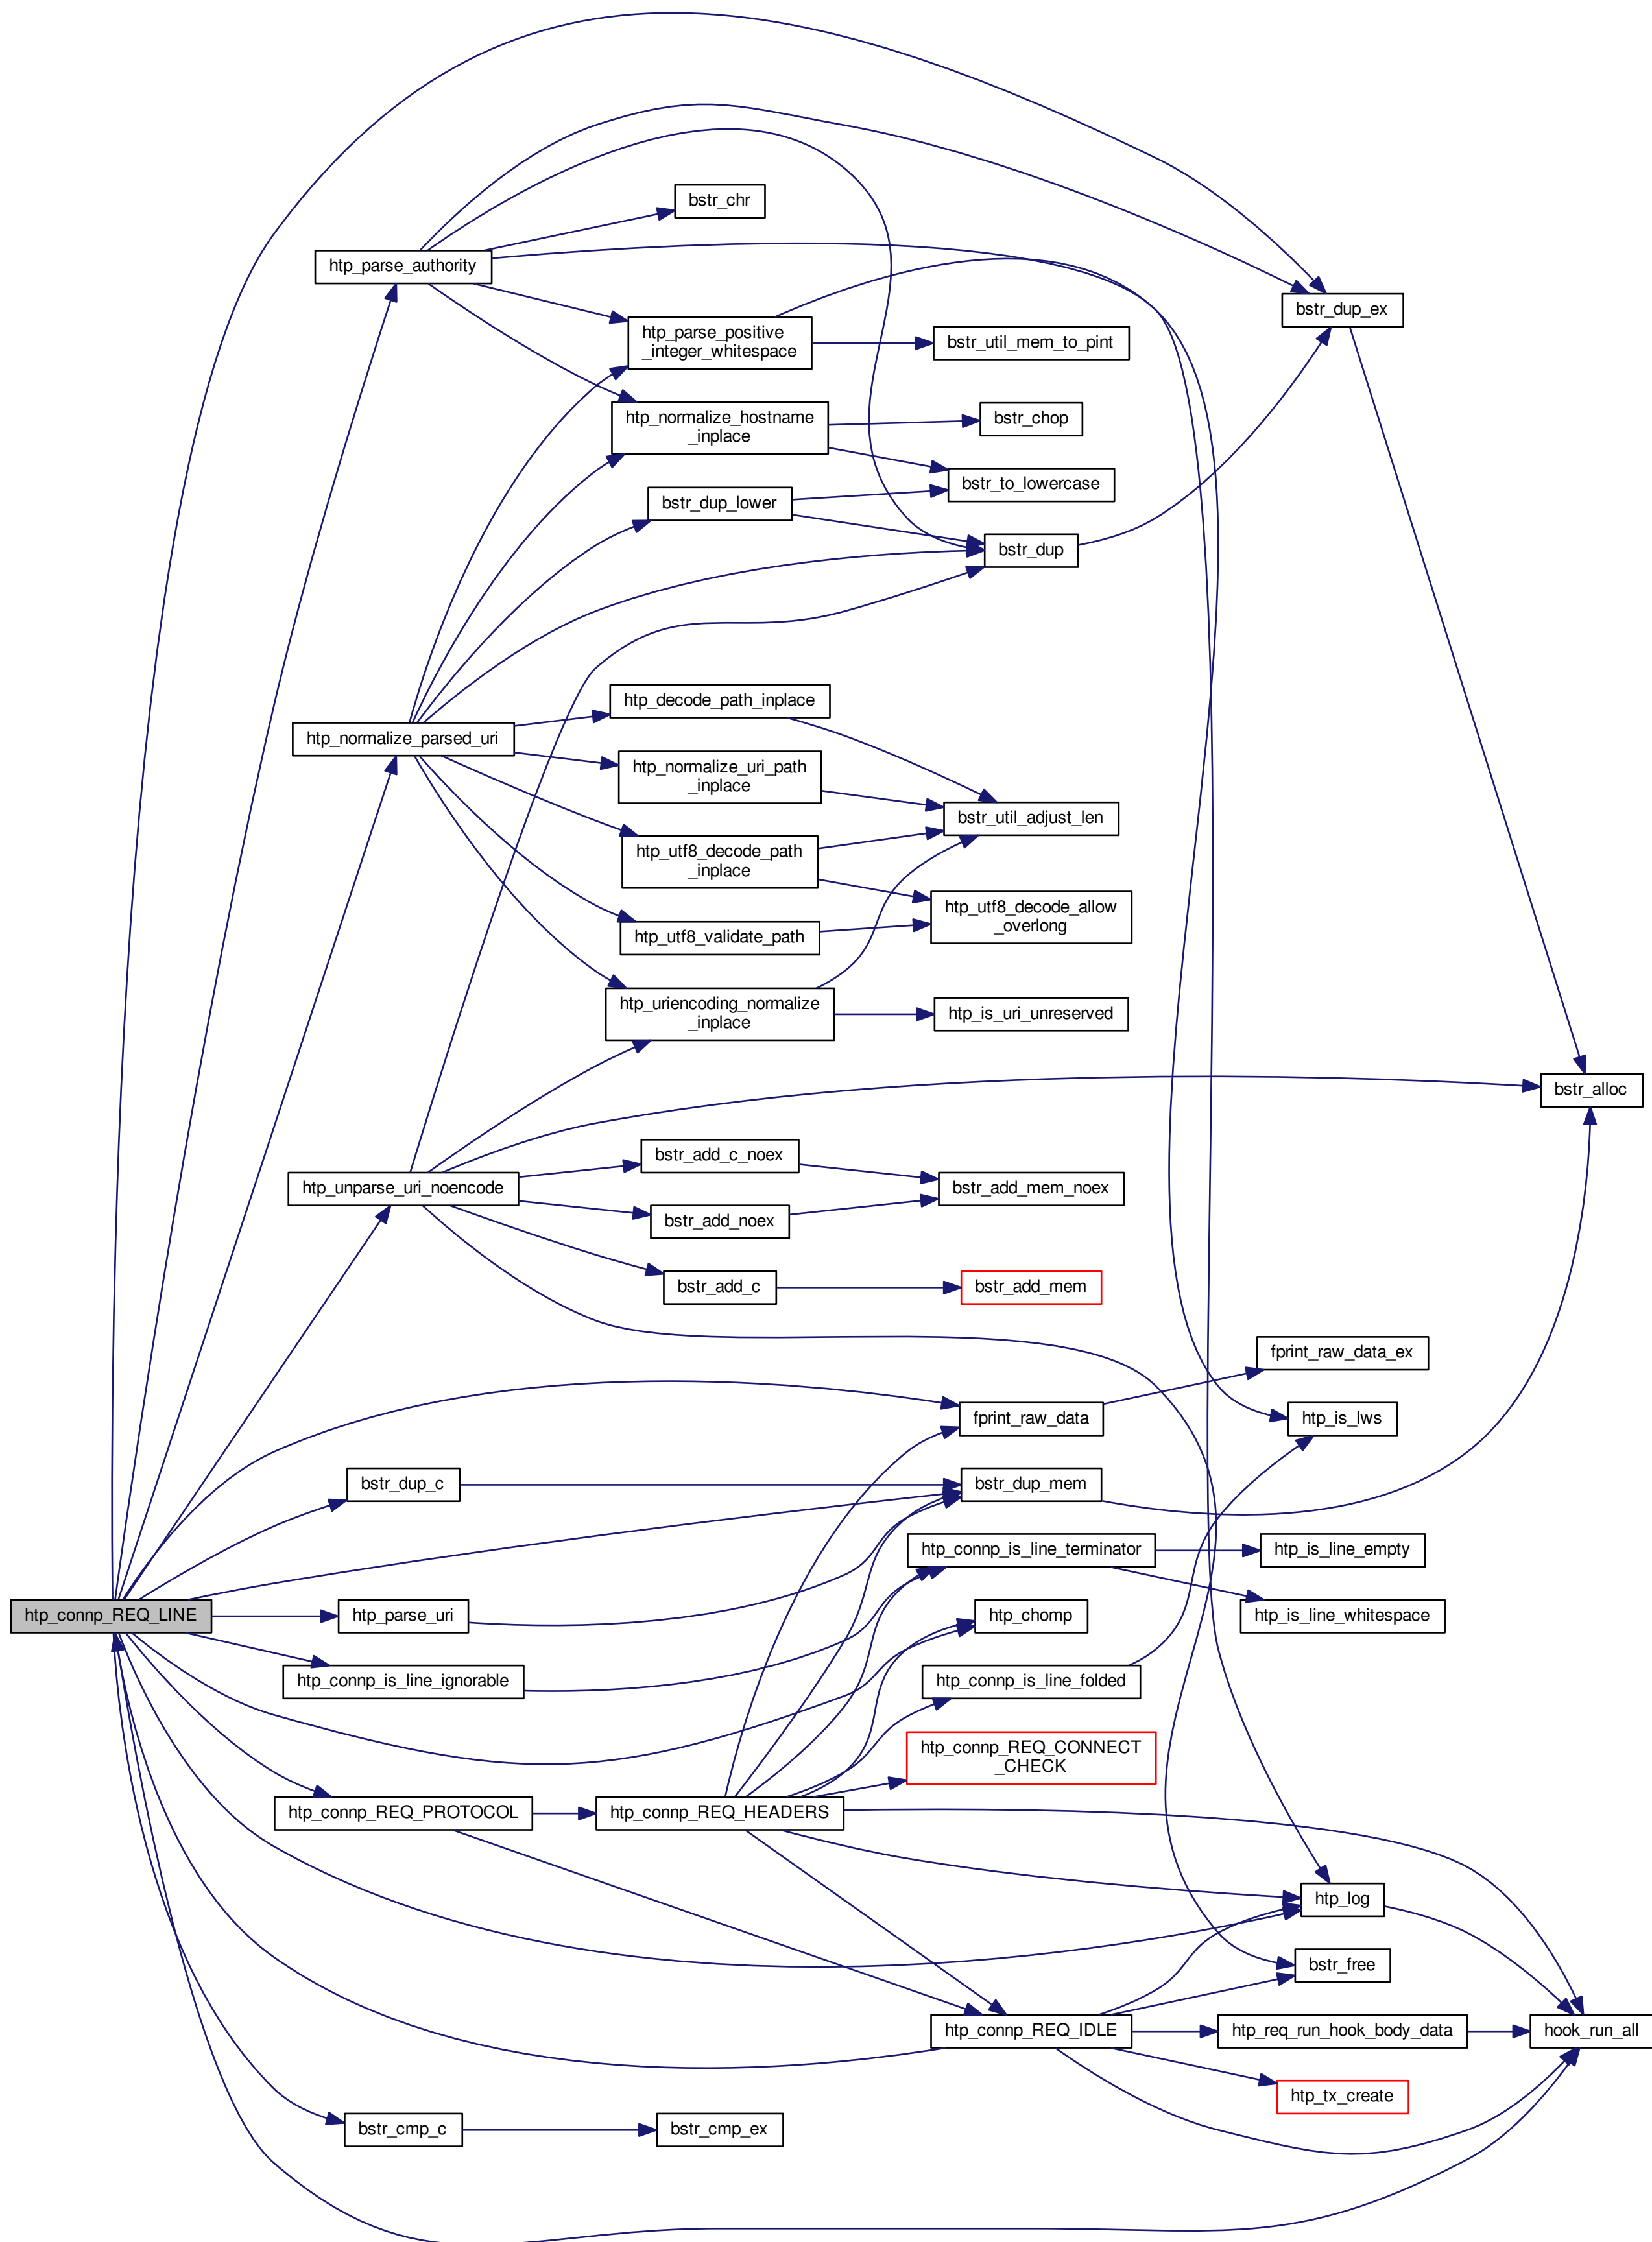 bstr_chr
htp_parse_authority
bstr_dup_ex
htp_parse_positive
_integer_whitespace
bstr_util_mem_to_pint
htp_normalize_hostname
_inplace
bstr_chop
bstr_to_lowercase
bstr_dup_lower
bstr_dup
htp_decode_path_inplace
htp_normalize_parsed_uri
htp_normalize_uri_path
_inplace
bstr_util_adjust_len
htp_utf8_decode_path
_inplace
htp_utf8_decode_allow
_overlong
htp_utf8_validate_path
htp_uriencoding_normalize
_inplace
htp_is_uri_unreserved
bstr_alloc
bstr_add_c_noex
htp_unparse_uri_noencode
bstr_add_mem_noex
bstr_add_noex
bstr_add_c
bstr_add_mem
fprint_raw_data_ex
fprint_raw_data
htp_is_lws
bstr_dup_c
bstr_dup_mem
htp_connp_is_line_terminator
htp_is_line_empty
htp_connp_REQ_LINE
htp_parse_uri
htp_chomp
htp_is_line_whitespace
htp_connp_is_line_ignorable
htp_connp_is_line_folded
htp_connp_REQ_CONNECT
_CHECK
htp_connp_REQ_PROTOCOL
htp_connp_REQ_HEADERS
htp_log
bstr_free
htp_connp_REQ_IDLE
htp_req_run_hook_body_data
hook_run_all
htp_tx_create
bstr_cmp_c
bstr_cmp_ex